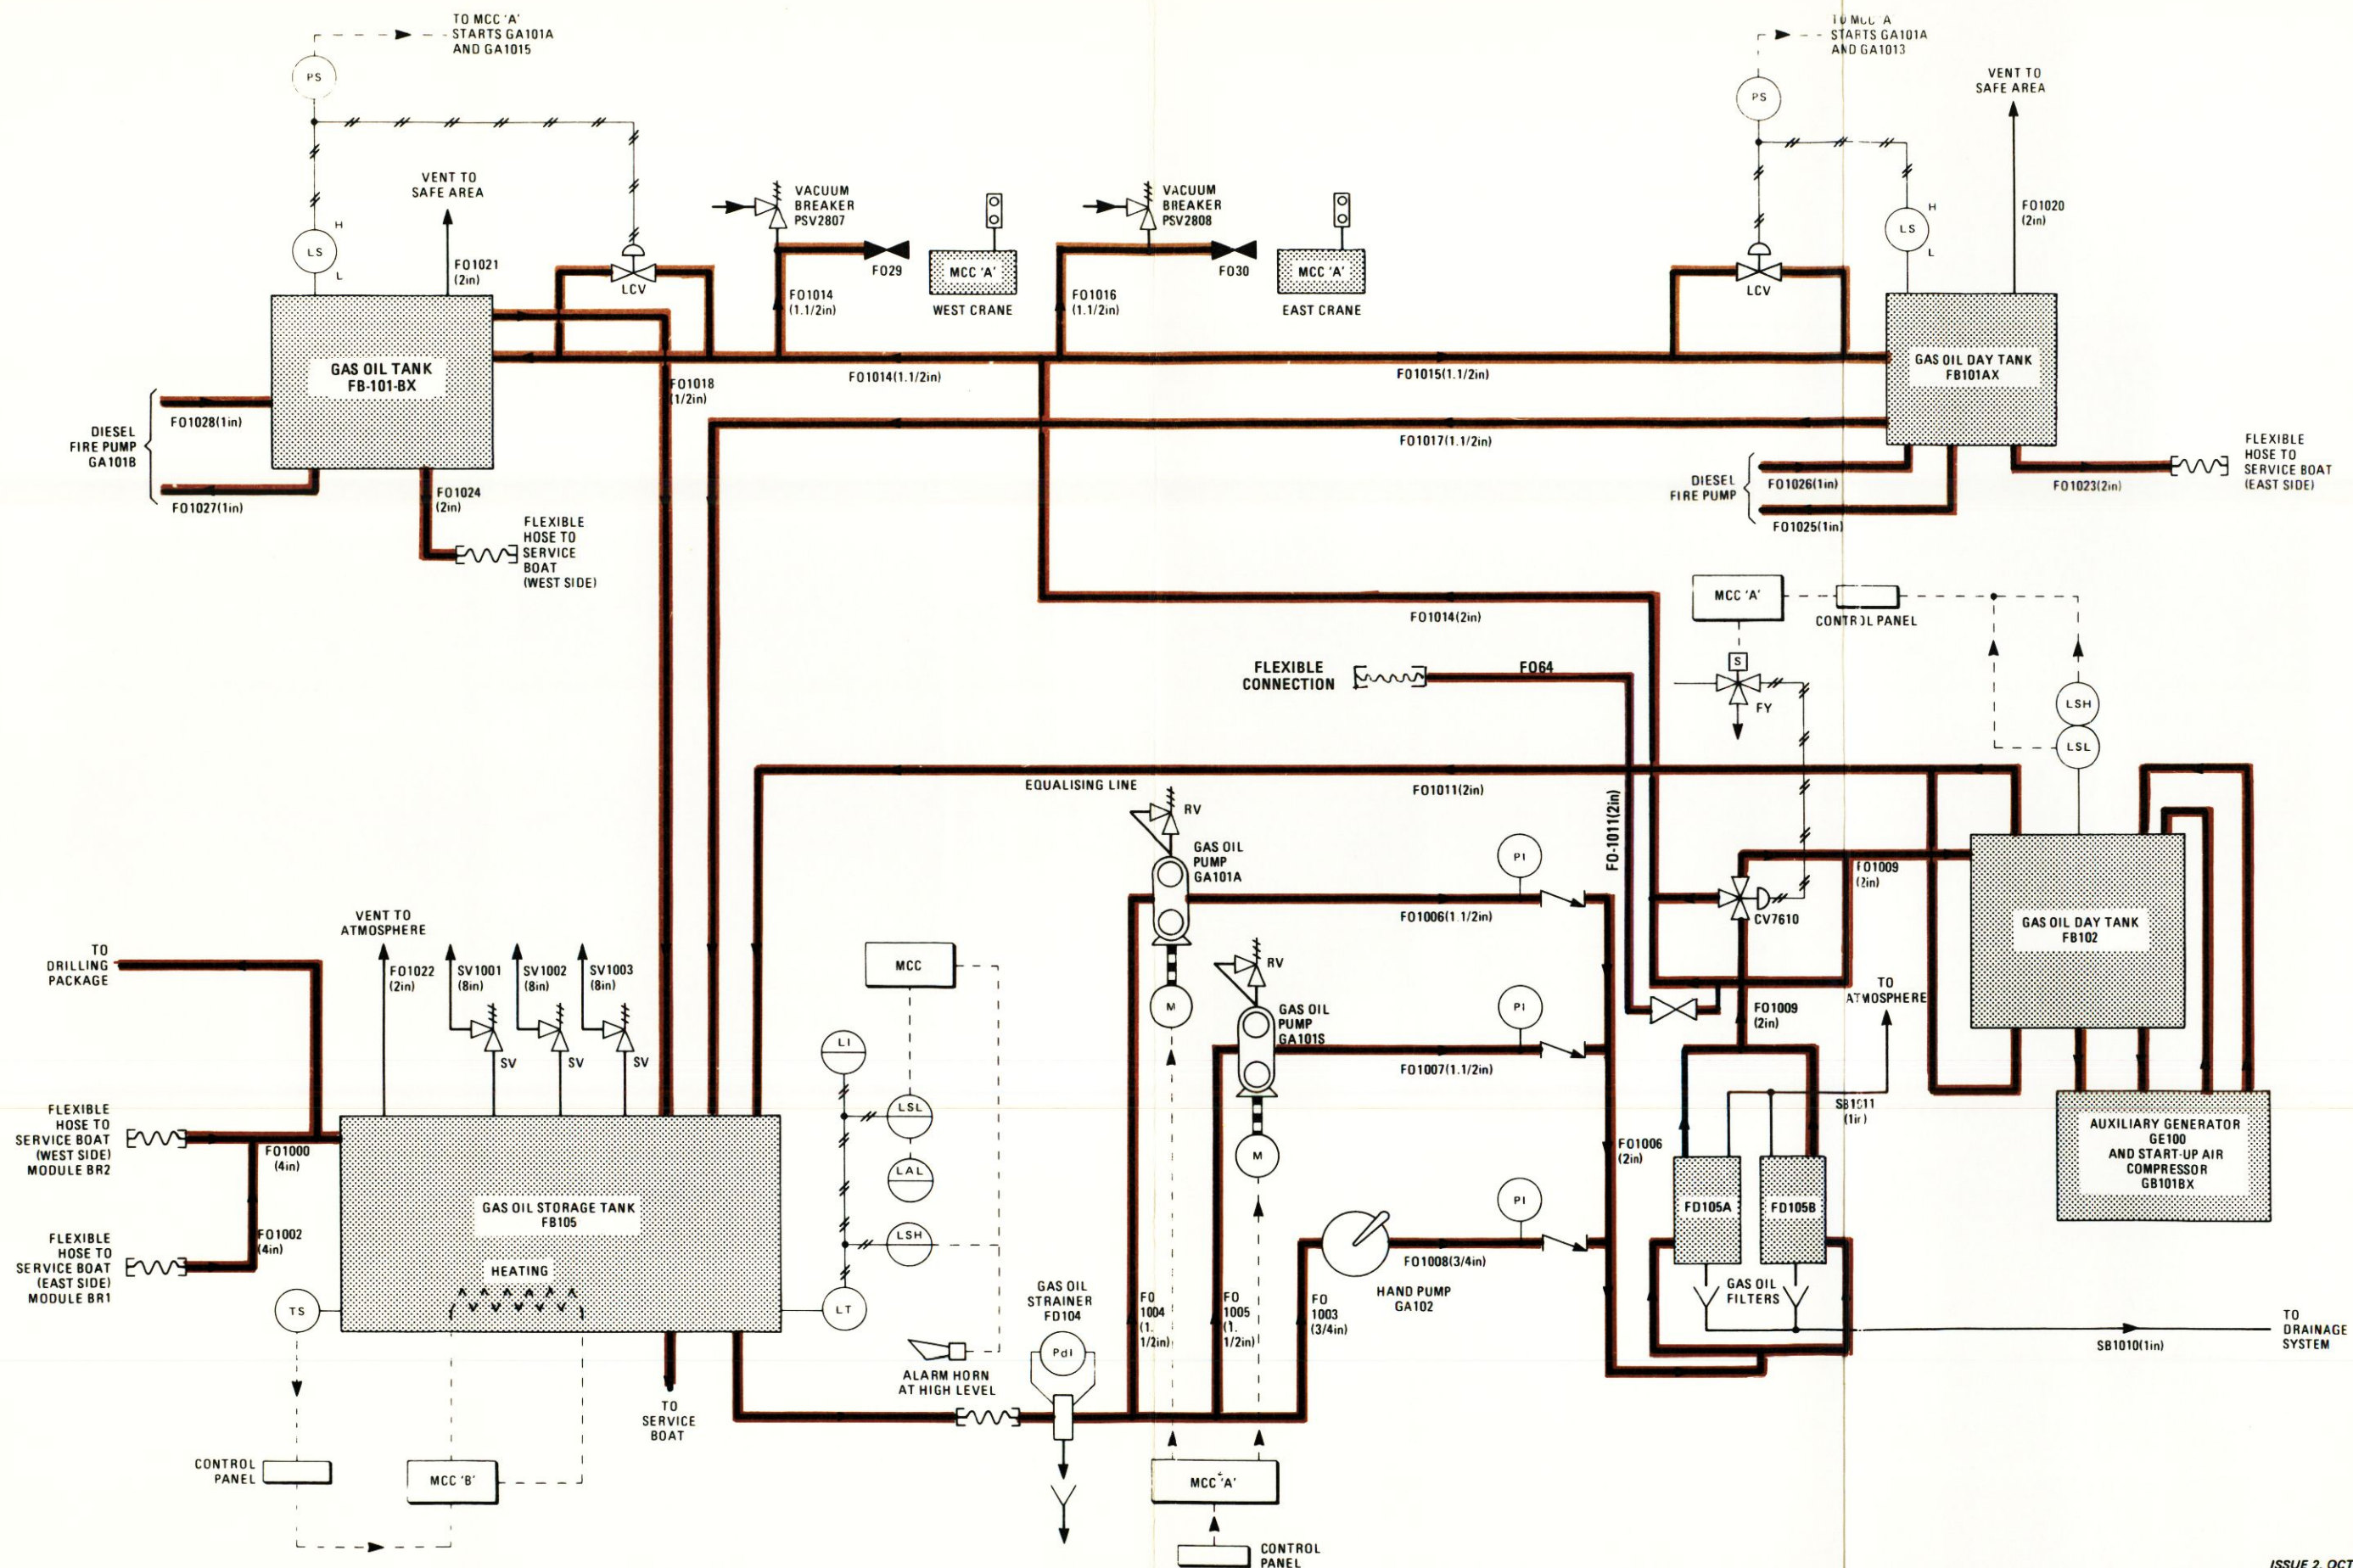 TO MCC 'A'
STARTS GA101A
AND GA1015
PS
VENT TO
SAFE AREA
H
LS
L
FO1021
(2in)
LCV
VACUUM
BREAKER
PSV2807
FO29
FO1014
(1.1/2in)
MCC 'A'
WEST CRANE
VACUUM
BREAKER
PSV2808
FO30
FO1016
(1.1/2in)
MCC 'A'
EAST CRANE
TO MCC A
STARTS GA101A
AND GA1013
PS
VENT TO
SAFE AREA
H
LS
L
FO1020
(2in)
LCV
GAS OIL TANK
FB-101-BX
GAS OIL DAY TANK
FB101AX
FO1018
(1/2in)
FO1014(1.1/2in)
FO1015(1.1/2in)
FO1017(1.1/2in)
DIESEL
FIRE PUMP
GA101B
FO1028(1in)
FO1027(1in)
FO1024
(2in)
FLEXIBLE
HOSE TO
SERVICE
BOAT
(WEST SIDE)
DIESEL
FIRE PUMP
FO1026(1in)
FO1025(1in)
FO1023(2in)
FLEXIBLE
HOSE TO
SERVICE BOAT
(EAST SIDE)
FO1014(2in)
MCC 'A'
CONTROL PANEL
FLEXIBLE
CONNECTION
FO64
S
FY
LSH
LSL
EQUALISING LINE
FO1011(2in)
FO-1011(2in)
RV
GAS OIL
PUMP
GA101A
PI
FO1006(1.1/2in)
FO1009
(2in)
CV7610
GAS OIL DAY TANK
FB102
TO
DRILLING
PACKAGE
VENT TO
ATMOSPHERE
FO1022
(2in)
SV1001
(8in)
SV1002
(8in)
SV1003
(8in)
SV
SV
SV
MCC
LI
LSL
LAL
LSH
LT
M
RV
GAS OIL
PUMP
GA101S
PI
FO1007(1.1/2in)
M
FO1009
(2in)
TO
ATMOSPHERE
SB1011
(1in)
FLEXIBLE
HOSE TO
SERVICE BOAT
(WEST SIDE)
MODULE BR2
FO1000
(4in)
FLEXIBLE
HOSE TO
SERVICE BOAT
(EAST SIDE)
MODULE BR1
FO1002
(4in)
GAS OIL STORAGE TANK
FB105
HEATING
TS
FO1006
(2in)
FD105A
FD105B
GAS OIL
FILTERS
AUXILIARY GENERATOR
GE100
AND START-UP AIR
COMPRESSOR
GB101BX
PI
FO1008(3/4in)
HAND PUMP
GA102
GAS OIL
STRAINER
FD104
PdI
FO
1004
(1.
1/2in)
FO
1005
(1.
1/2in)
FO
1003
(3/4in)
ALARM HORN
AT HIGH LEVEL
TO
SERVICE
BOAT
TO
DRAINAGE
SYSTEM
SB1010(1in)
CONTROL
PANEL
MCC 'B'
MCC 'A'
CONTROL
PANEL
ISSUE 2, OCT